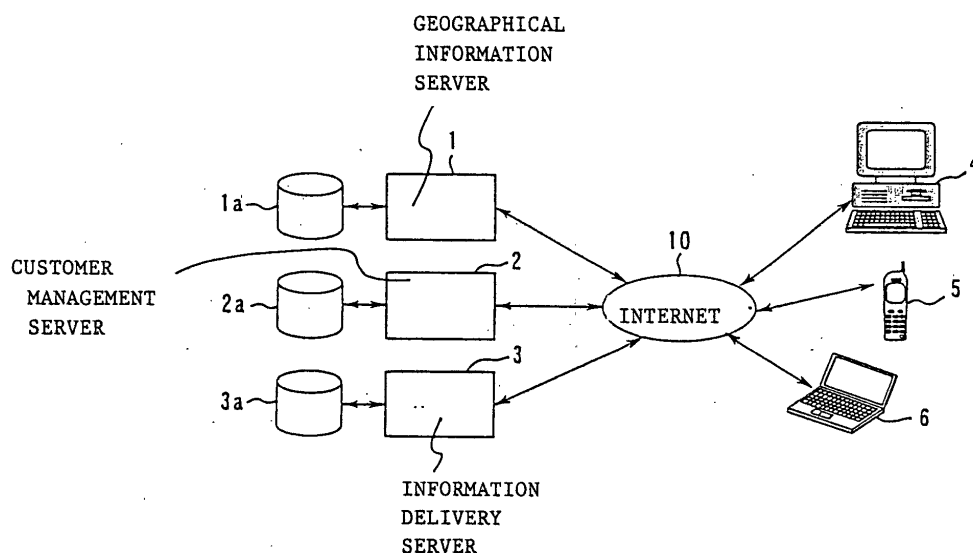 GEOGRAPHICAL
INFORMATION
SERVER
1
1a
4
CUSTOMER
MANAGEMENT
SERVER
2
2a
10
INTERNET
5
3
3a
6
INFORMATION
DELIVERY
SERVER